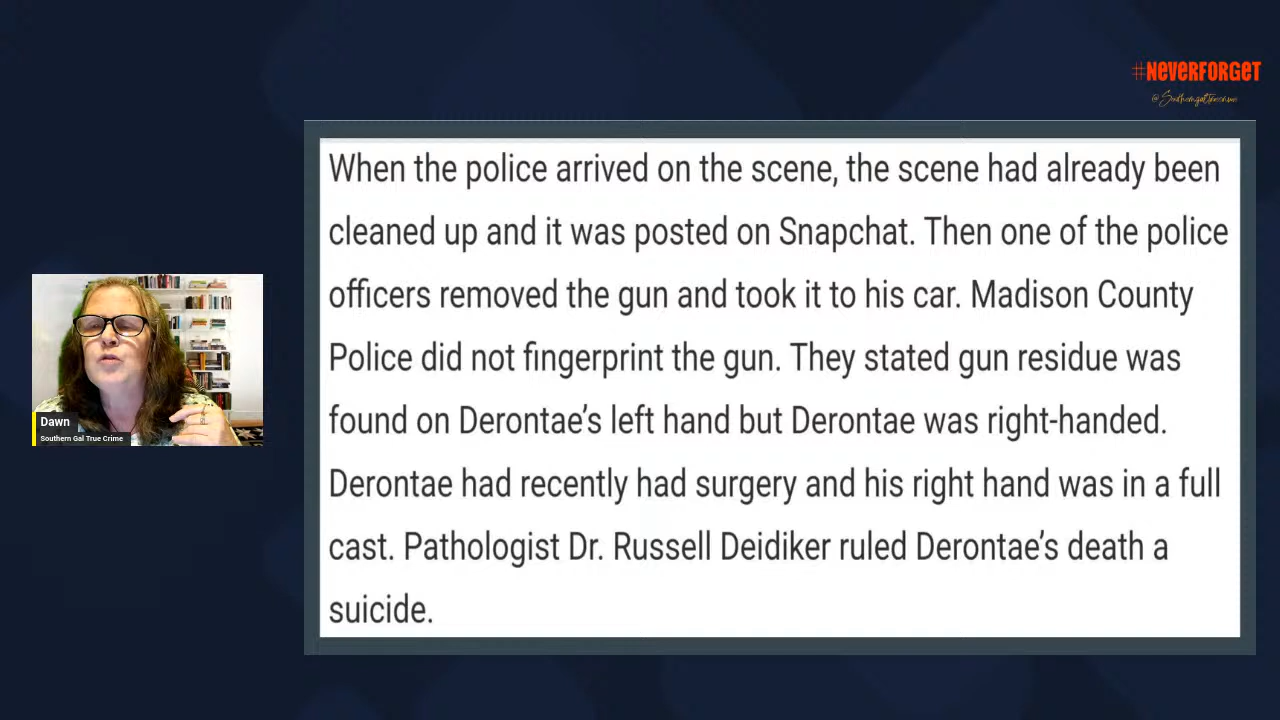 #NEVERFORGET
@Southerngaltruecrime
When the police arrived on the scene, the scene had already been
cleaned up and it was posted on Snapchat. Then one of the police
officers removed the gun and took it to his car. Madison County
Police did not fingerprint the gun. They stated gun residue was
found on Derontae’s left hand but Derontae was right-handed.
Derontae had recently had surgery and his right hand was in a full
cast. Pathologist Dr. Russell Deidiker ruled Derontae’s death a
suicide.
Dawn
Southern Gal True Crime